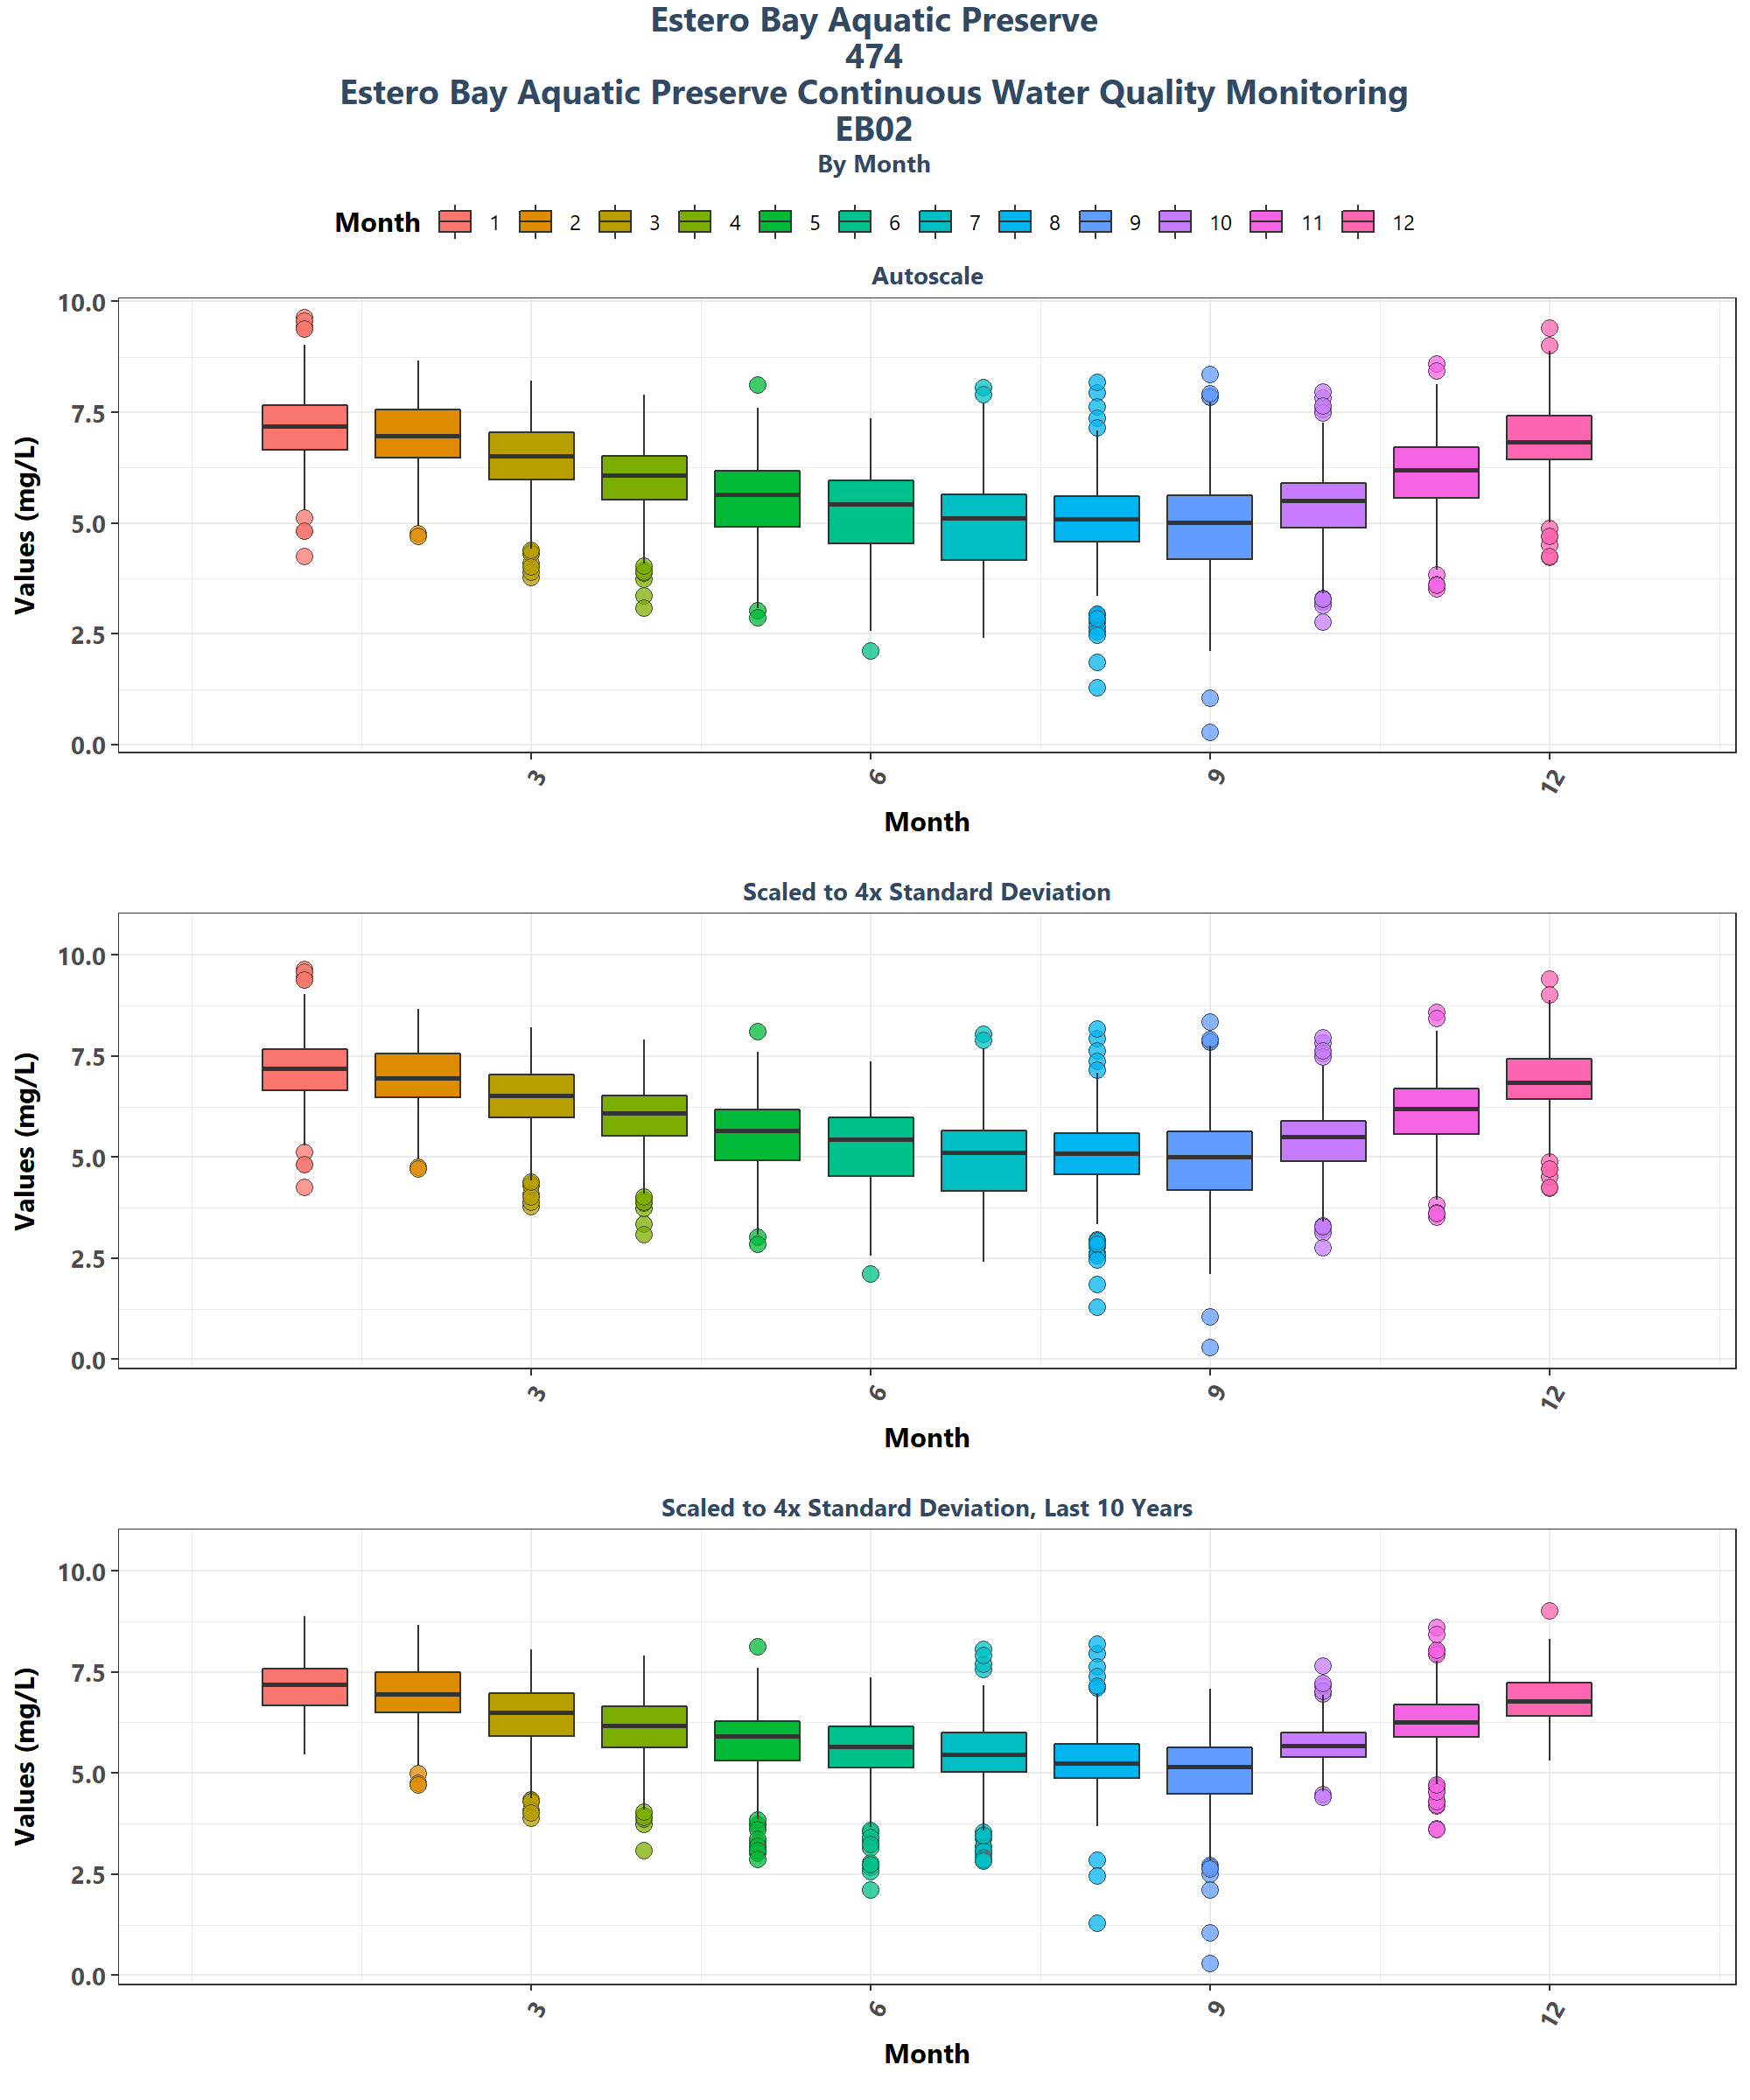 Estero Bay Aquatic Preserve
474
Estero Bay Aquatic Preserve Continuous Water Quality Monitoring
EB02
By Month
Month 1 2 3 4 5 6 7 8 9 10 11 12
Autoscale
Values (mg/L)
10.0
7.5
5.0
2.5
0.0
3 6 9 12
Month
Scaled to 4x Standard Deviation
Values (mg/L)
10.0
7.5
5.0
2.5
0.0
3 6 9 12
Month
Scaled to 4x Standard Deviation, Last 10 Years
Values (mg/L)
10.0
7.5
5.0
2.5
0.0
3 6 9 12
Month